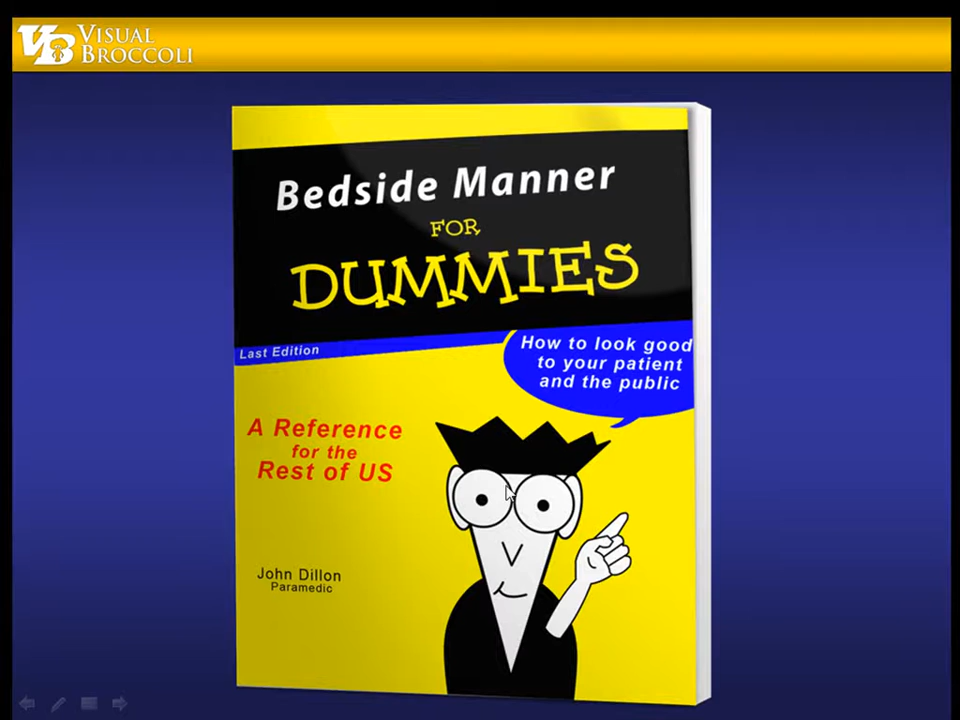 VB VISUAL
BROCCOLI
Bedside Manner
FOR
DUMMIES
Last Edition
How to look good
to your patient
and the public
A Reference
for the
Rest of US
John Dillon
Paramedic